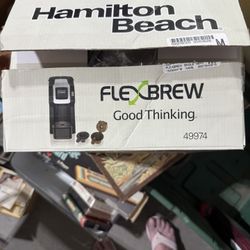 Hamilton
Beach
M
FLEXBREW
Good Thinking.
49974